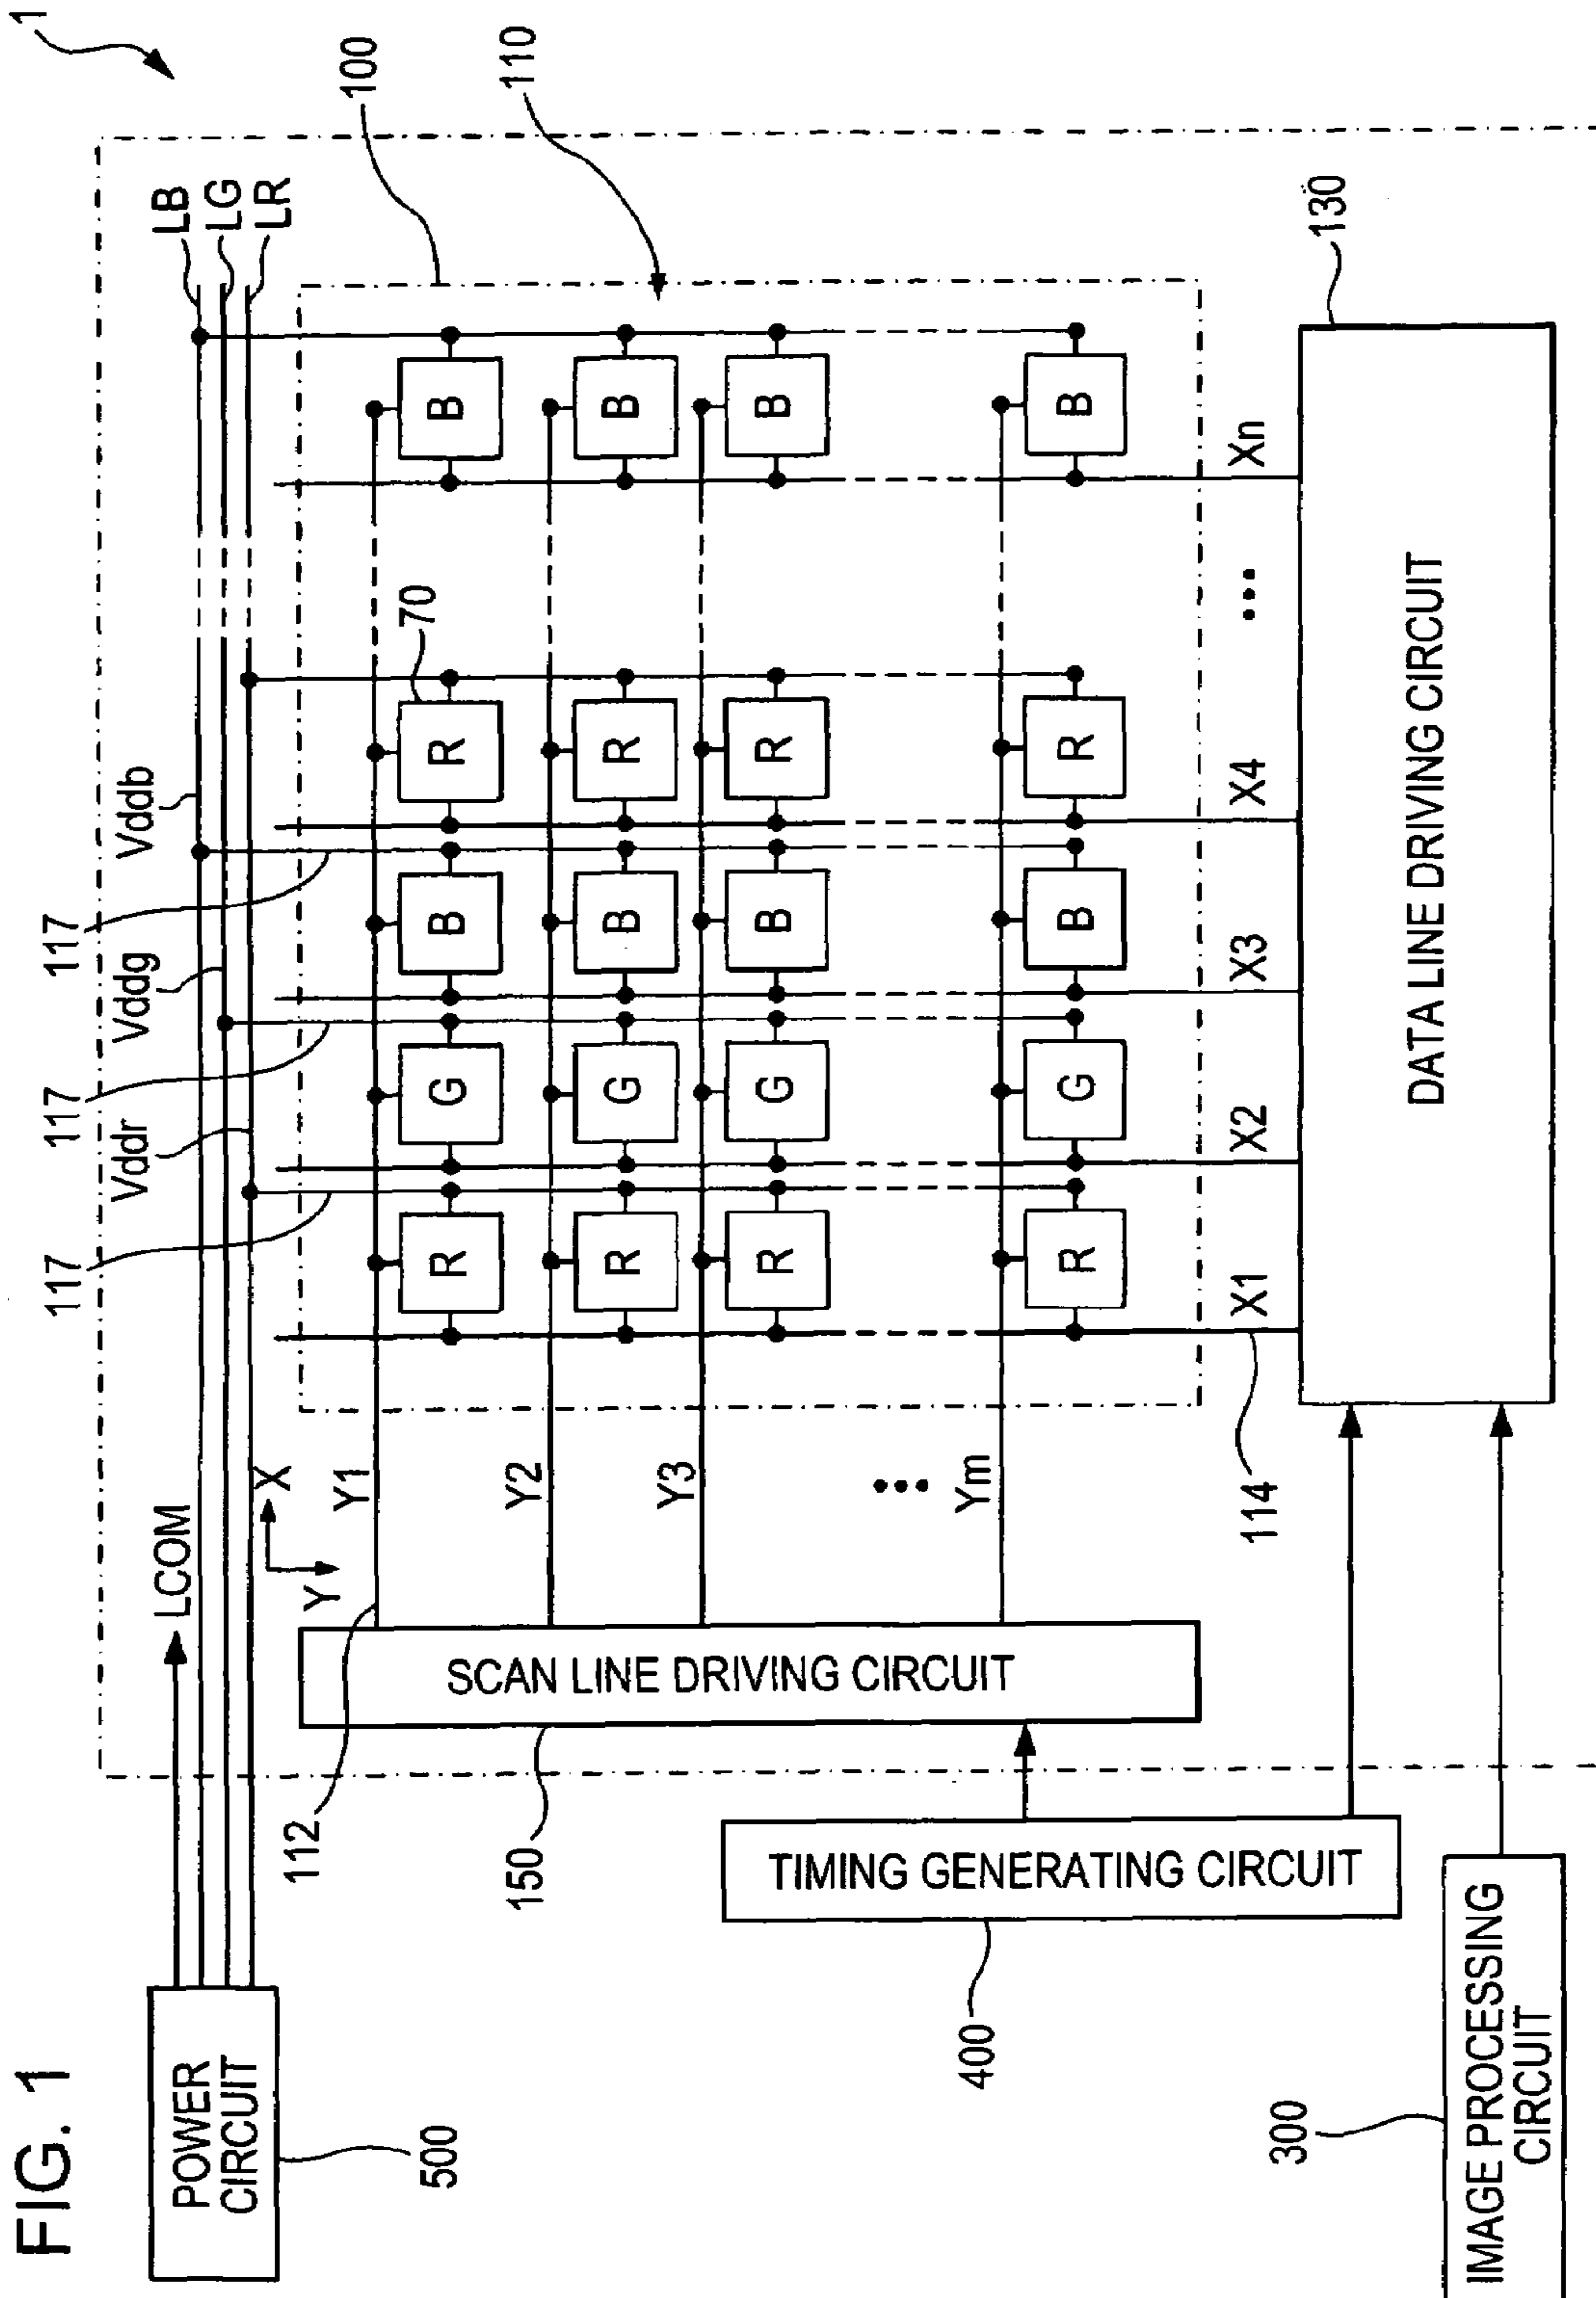 FIG. 1
1
POWER
CIRCUIT
500
LCOM
117
Vddr
117
Vddg
117
Vddb
LB
LG
LR
100
110
X
Y
112
Y1
R
G
B
R
70
B
Y2
R
G
B
R
B
Y3
R
G
B
R
B
•••
Ym
R
G
B
R
B
SCAN LINE DRIVING CIRCUIT
150
114
X1
X2
X3
X4
•••
Xn
130
TIMING GENERATING CIRCUIT
400
DATA LINE DRIVING CIRCUIT
300
IMAGE PROCESSING
CIRCUIT